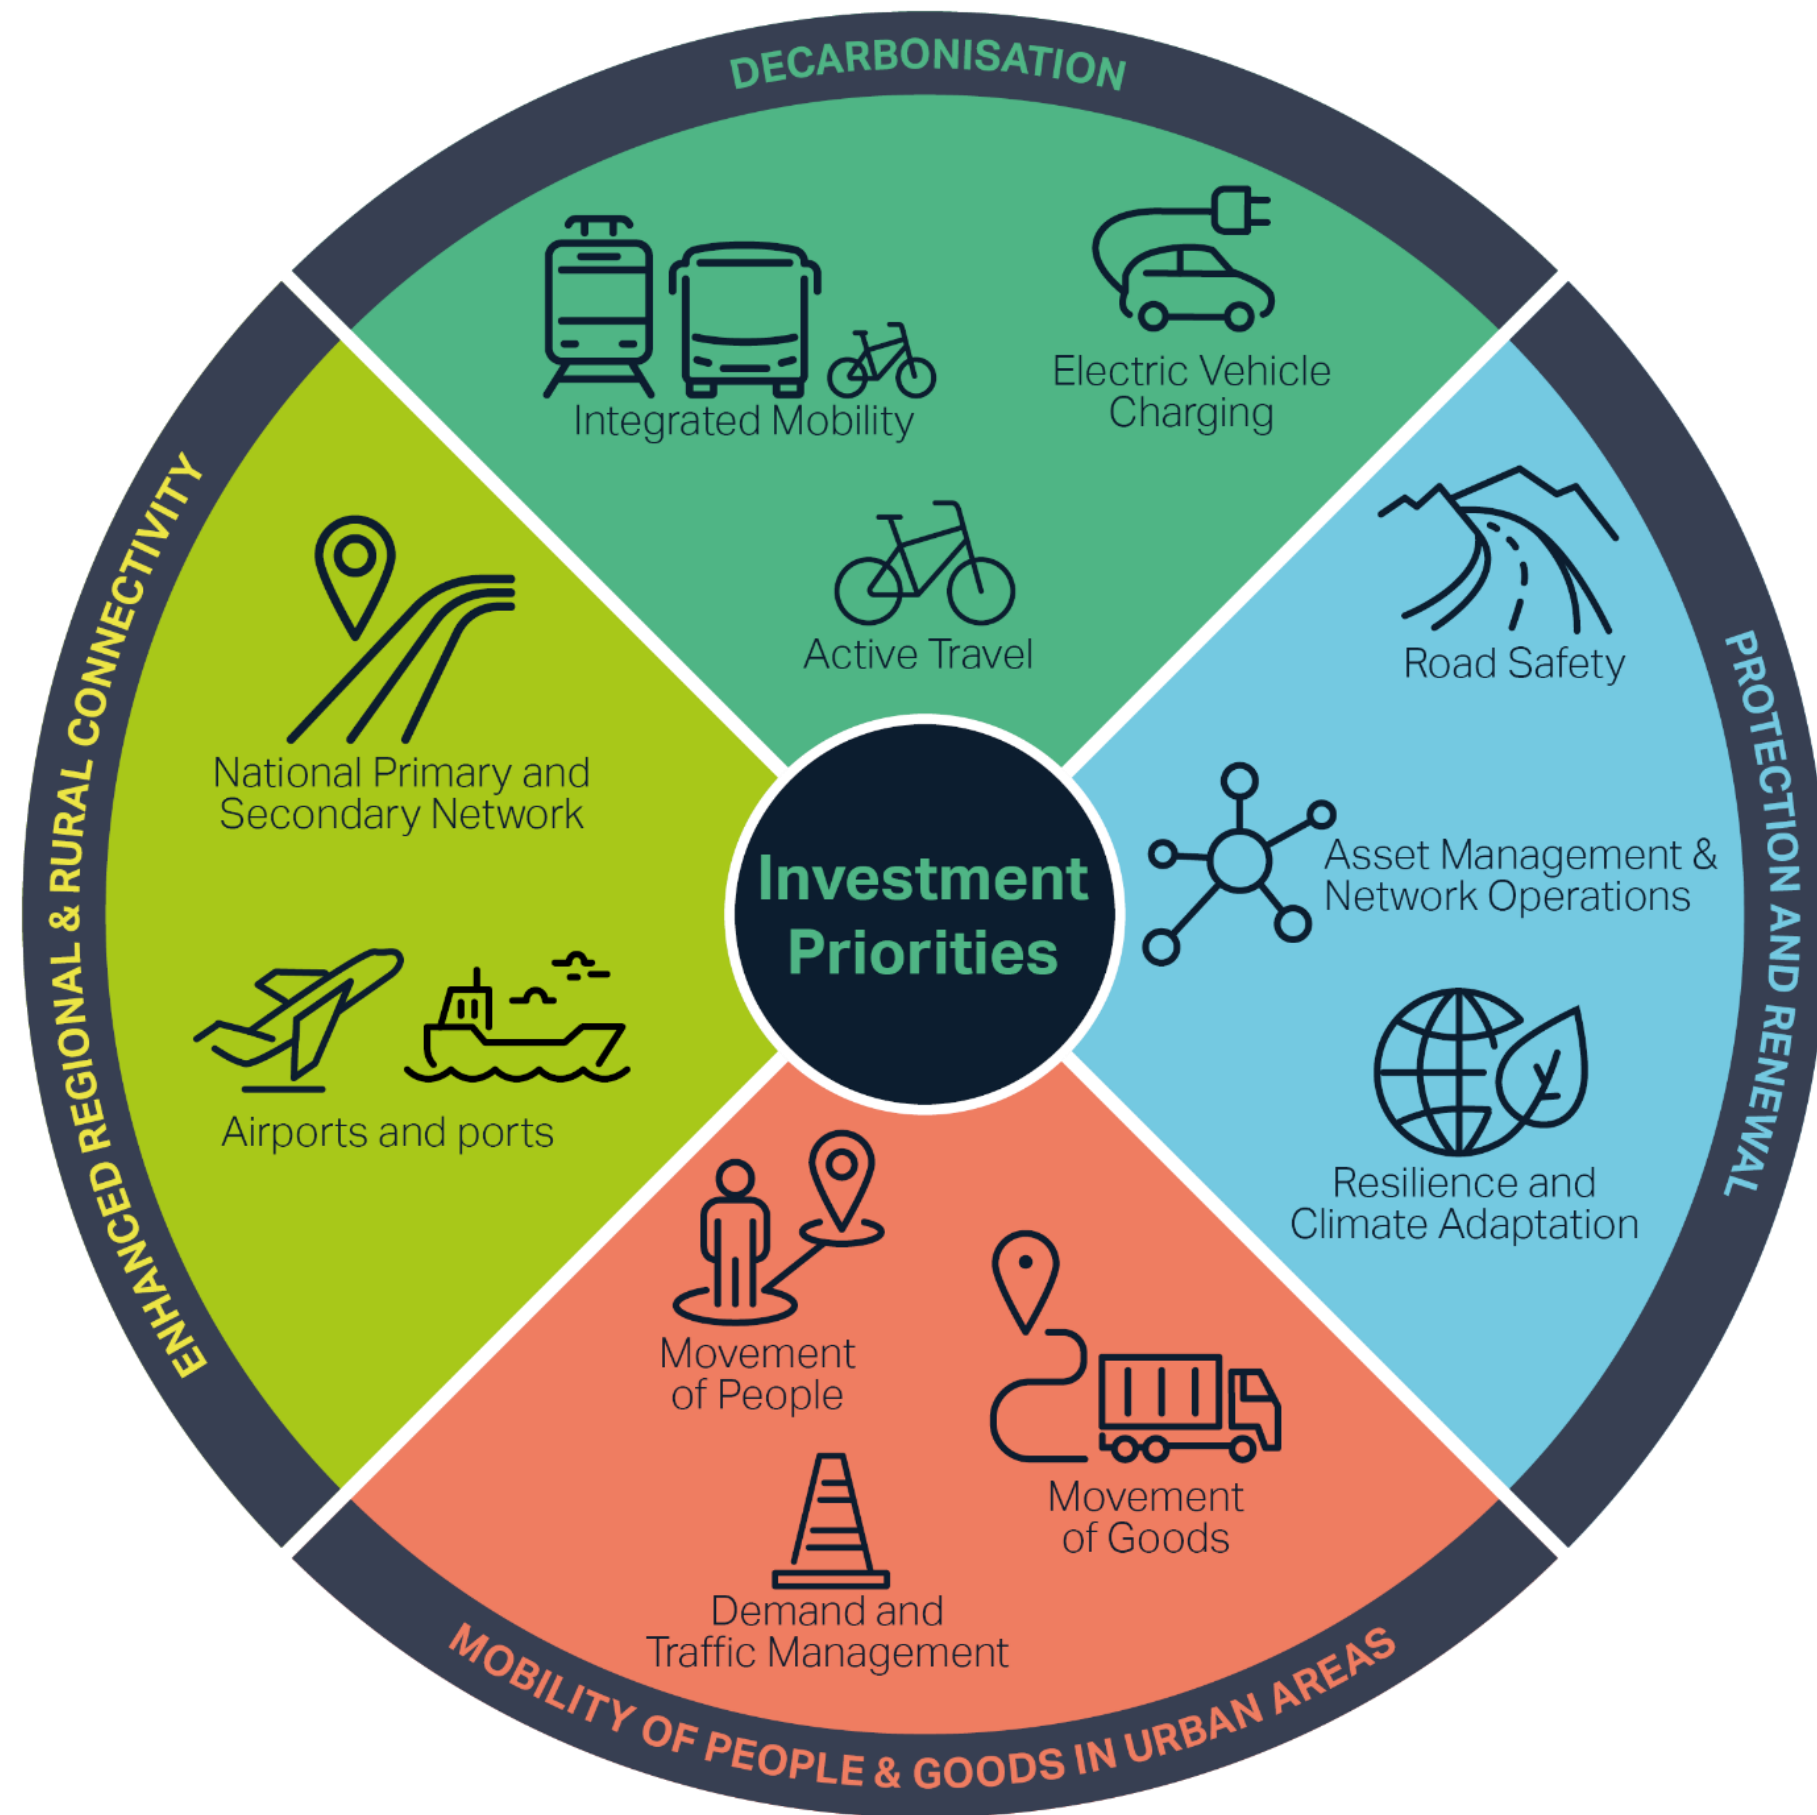 DECARBONISATION
Integrated Mobility
Electric Vehicle
Charging
Active Travel
PROTECTION AND RENEWAL
Road Safety
Asset Management &
Network Operations
Resilience and
Climate Adaptation
ENHANCED REGIONAL & RURAL CONNECTIVITY
National Primary and
Secondary Network
Airports and ports
Investment
Priorities
Movement
of People
Movement
of Goods
Demand and
Traffic Management
MOBILITY OF PEOPLE & GOODS IN URBAN AREAS